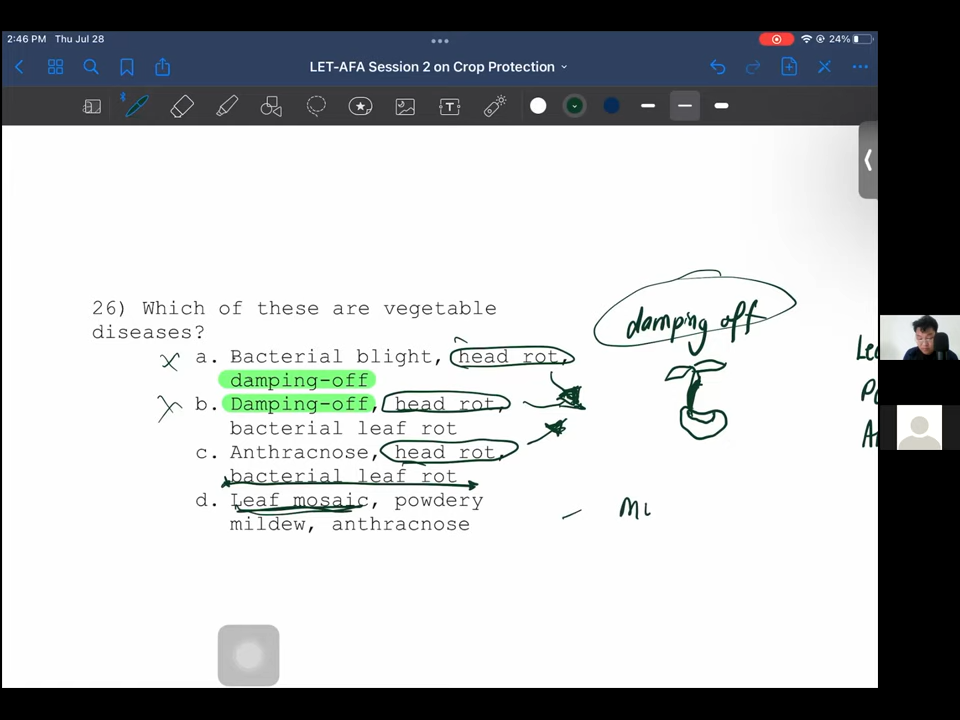 2:46 PM Thu Jul 28
24%
LET-AFA Session 2 on Crop Protection
T
26) Which of these are vegetable
diseases?
x a. Bacterial blight, head rot,
damping-off
x b. Damping-off, head rot,
bacterial leaf rot
c. Anthracnose, head rot,
bacterial leaf rot
d. Leaf mosaic, powdery
mildew, anthracnose
damping off